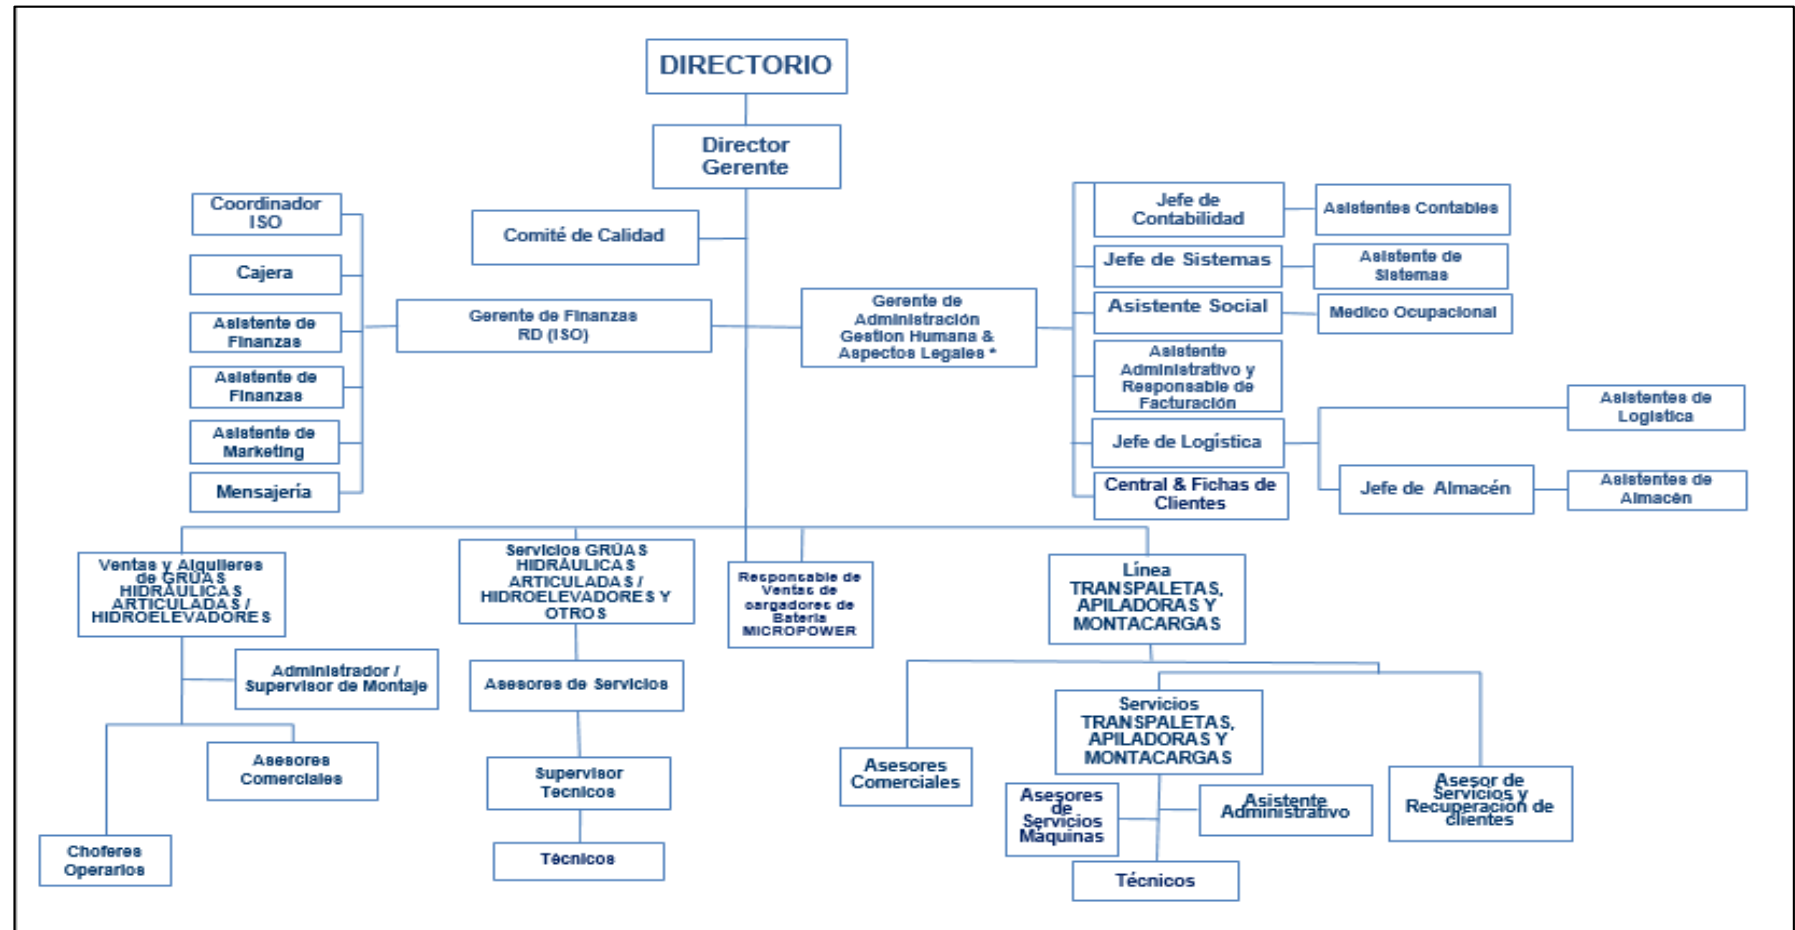 DIRECTORIO
Director
Gerente
Coordinador
ISO
Cajera
Asistente de
Finanzas
Asistente de
Finanzas
Asistente de
Marketing
Mensajería
Comité de Calidad
Gerente de Finanzas
RD (ISO)
Gerente de
Administración
Gestion Humana &
Aspectos Legales *
Jefe de
Contabilidad
Asistentes Contables
Jefe de Sistemas
Asistente de
Sistemas
Asistente Social
Medico Ocupacional
Asistente
Administrativo y
Responsable de
Facturación
Jefe de Logística
Asistentes de
Logistica
Jefe de Almacén
Asistentes de
Almacén
Central & Fichas de
Clientes
Ventas y Alquileres
de GRÚAS
HIDRÁULICAS
ARTICULADAS /
HIDROELEVADORES
Administrador /
Supervisor de Montaje
Asesores
Comerciales
Choferes
Operarios
Servicios GRÚAS
HIDRÁULICAS
ARTICULADAS /
HIDROELEVADORES Y
OTROS
Asesores de Servicios
Supervisor
Tecnicos
Técnicos
Responsable de
Ventas de
cargadores de
Bateria
MICROPOWER
Línea
TRANSPALETAS,
APILADORAS Y
MONTACARGAS
Asesores
Comerciales
Servicios
TRANSPALETAS,
APILADORAS Y
MONTACARGAS
Asesores
de
Servicios
Máquinas
Asistente
Administrativo
Técnicos
Asesor de
Servicios y
Recuperación de
clientes